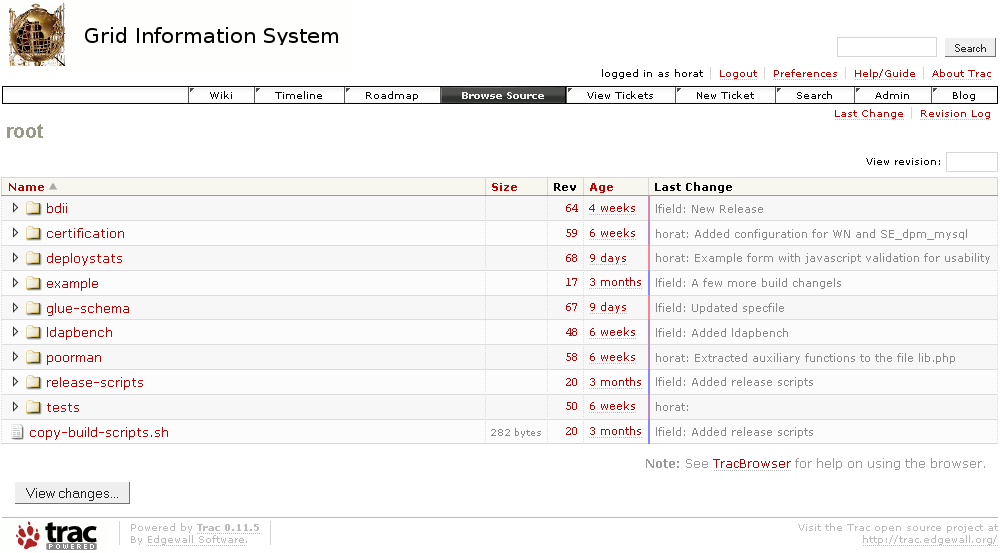 Grid Information System
Search
logged in as horat Logout Preferences Help/Guide About Trac
Wiki Timeline Roadmap Browse Source View Tickets New Ticket Search Admin Blog
Last Change Revision Log
root
View revision:
Name Size Rev Age Last Change
bdii 64 4 weeks lfield: New Release
certification 59 6 weeks horat: Added configuration for WN and SE_dpm_mysql
deploystats 68 9 days horat: Example form with javascript validation for usability
example 17 3 months lfield: A few more build changels
glue-schema 67 9 days lfield: Updated specfile
ldapbench 48 6 weeks lfield: Added ldapbench
poorman 58 6 weeks horat: Extracted auxiliary functions to the file lib.php
release-scripts 20 3 months lfield: Added release scripts
tests 50 6 weeks horat:
copy-build-scripts.sh 282 bytes 20 3 months lfield: Added release scripts
Note: See TracBrowser for help on using the browser.
View changes...
trac POWERED
Powered by Trac 0.11.5
By Edgewall Software.
Visit the Trac open source project at
http://trac.edgewall.org/